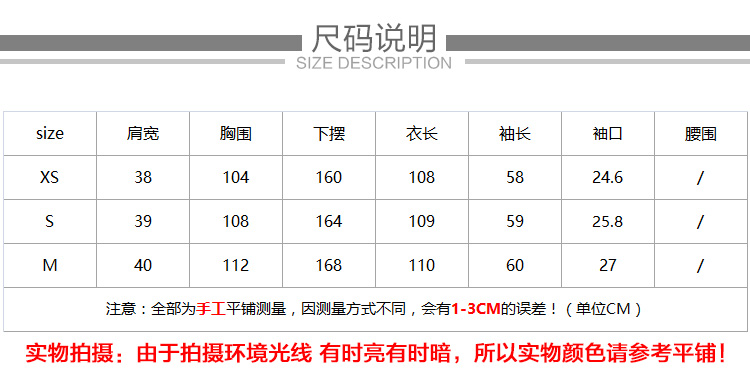 尺码说明
SIZE DESCRIPTION
size 肩宽 胸围 下摆 衣长 袖长 袖口 腰围
XS 38 104 160 108 58 24.6 /
S 39 108 164 109 59 25.8 /
M 40 112 168 110 60 27 /
注意：全部为手工平铺测量，因测量方式不同，会有1-3CM的误差！（单位CM）
实物拍摄：由于拍摄环境光线 有时亮有时暗，所以实物颜色请参考平铺！